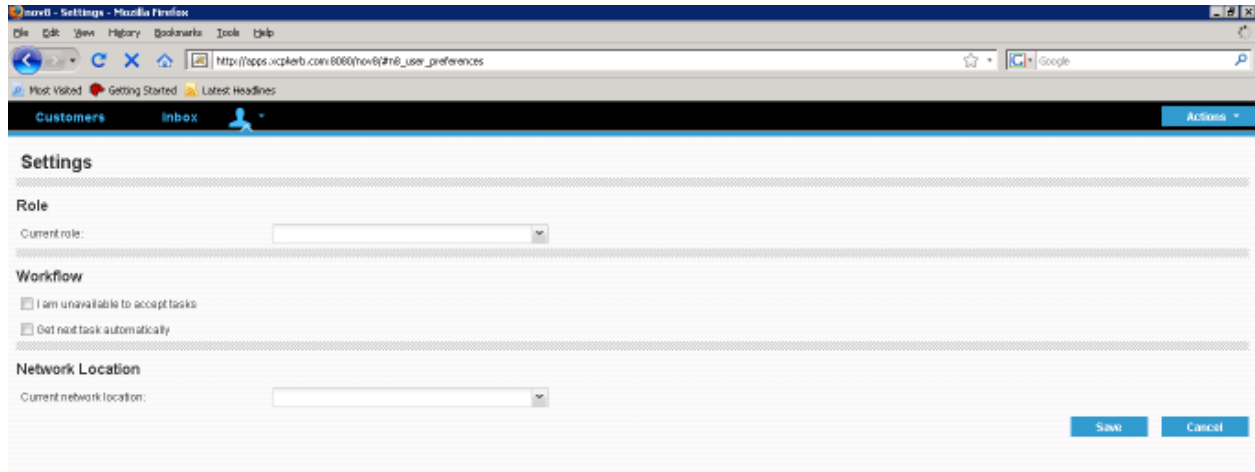 nov8 - Settings - Mozilla Firefox
File Edit View History Bookmarks Tools Help
http://apps.xcpkerb.com:8080/nov8/#n8_user_preferences
Google
Most Visited Getting Started Latest Headlines
Customers Inbox Actions
Settings
Role
Current role:
Workflow
I am unavailable to accept tasks
Get next task automatically
Network Location
Current network location:
Save Cancel